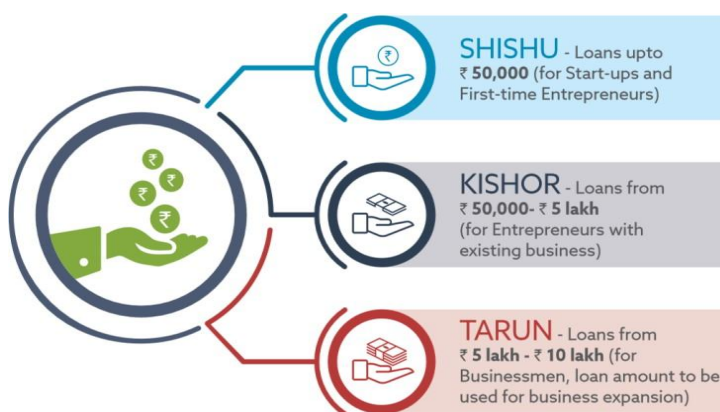 SHISHU - Loans upto
₹ 50,000 (for Start-ups and
First-time Entrepreneurs)
KISHOR - Loans from
₹ 50,000- ₹ 5 lakh
(for Entrepreneurs with
existing business)
TARUN - Loans from
₹ 5 lakh - ₹ 10 lakh (for
Businessmen, loan amount to be
used for business expansion)